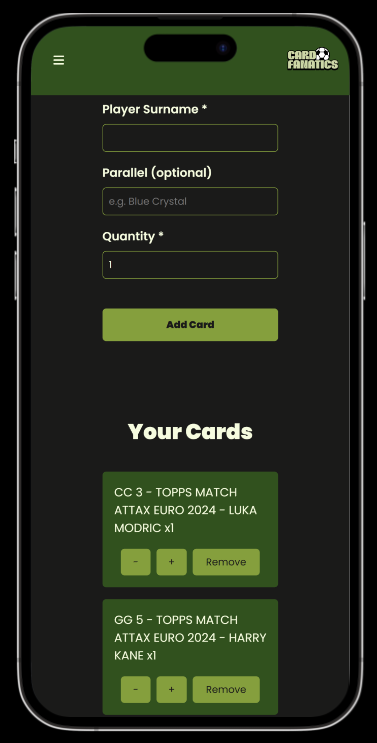 CARD
FANATICS
Player Surname *
Parallel (optional)
e.g. Blue Crystal
Quantity *
1
Add Card
Your Cards
CC 3 - TOPPS MATCH
ATTAX EURO 2024 - LUKA
MODRIC x1
- + Remove
GG 5 - TOPPS MATCH
ATTAX EURO 2024 - HARRY
KANE x1
- + Remove